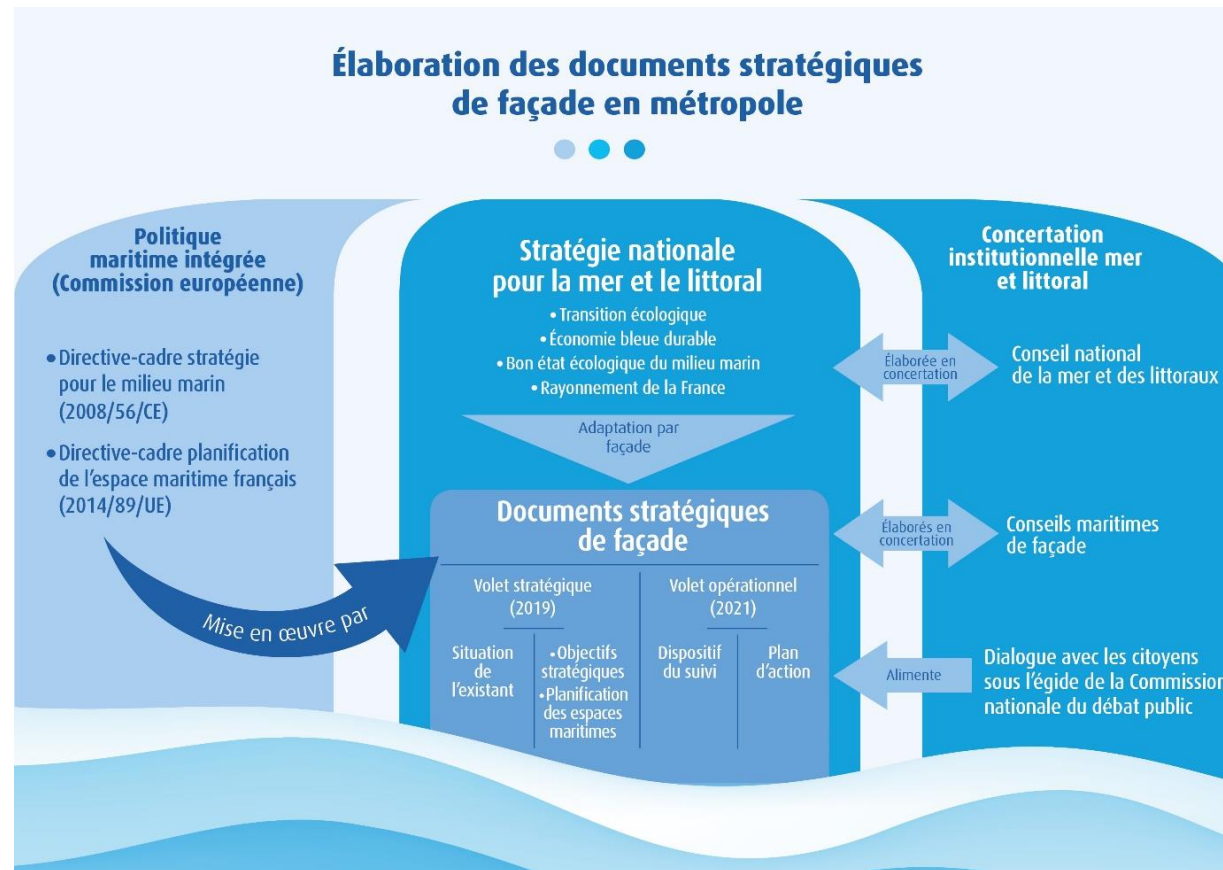 Élaboration des documents stratégiques
de façade en métropole
Politique
maritime intégrée
(Commission européenne)
• Directive-cadre stratégie
pour le milieu marin
(2008/56/CE)
• Directive-cadre planification
de l'espace maritime français
(2014/89/UE)
Mise en œuvre par
Stratégie nationale
pour la mer et le littoral
• Transition écologique
• Économie bleue durable
• Bon état écologique du milieu marin
• Rayonnement de la France
Adaptation par
façade
Documents stratégiques
de façade
Volet stratégique
(2019)
Situation
de
l'existant
• Objectifs
stratégiques
• Planification
des espaces
maritimes
Volet opérationnel
(2021)
Dispositif
du suivi
Plan
d'action
Concertation
institutionnelle mer
et littoral
Élaborée en
concertation
Conseil national
de la mer et des littoraux
Élaborés en
concertation
Conseils maritimes
de façade
Alimente
Dialogue avec les citoyens
sous l'égide de la Commission
nationale du débat public